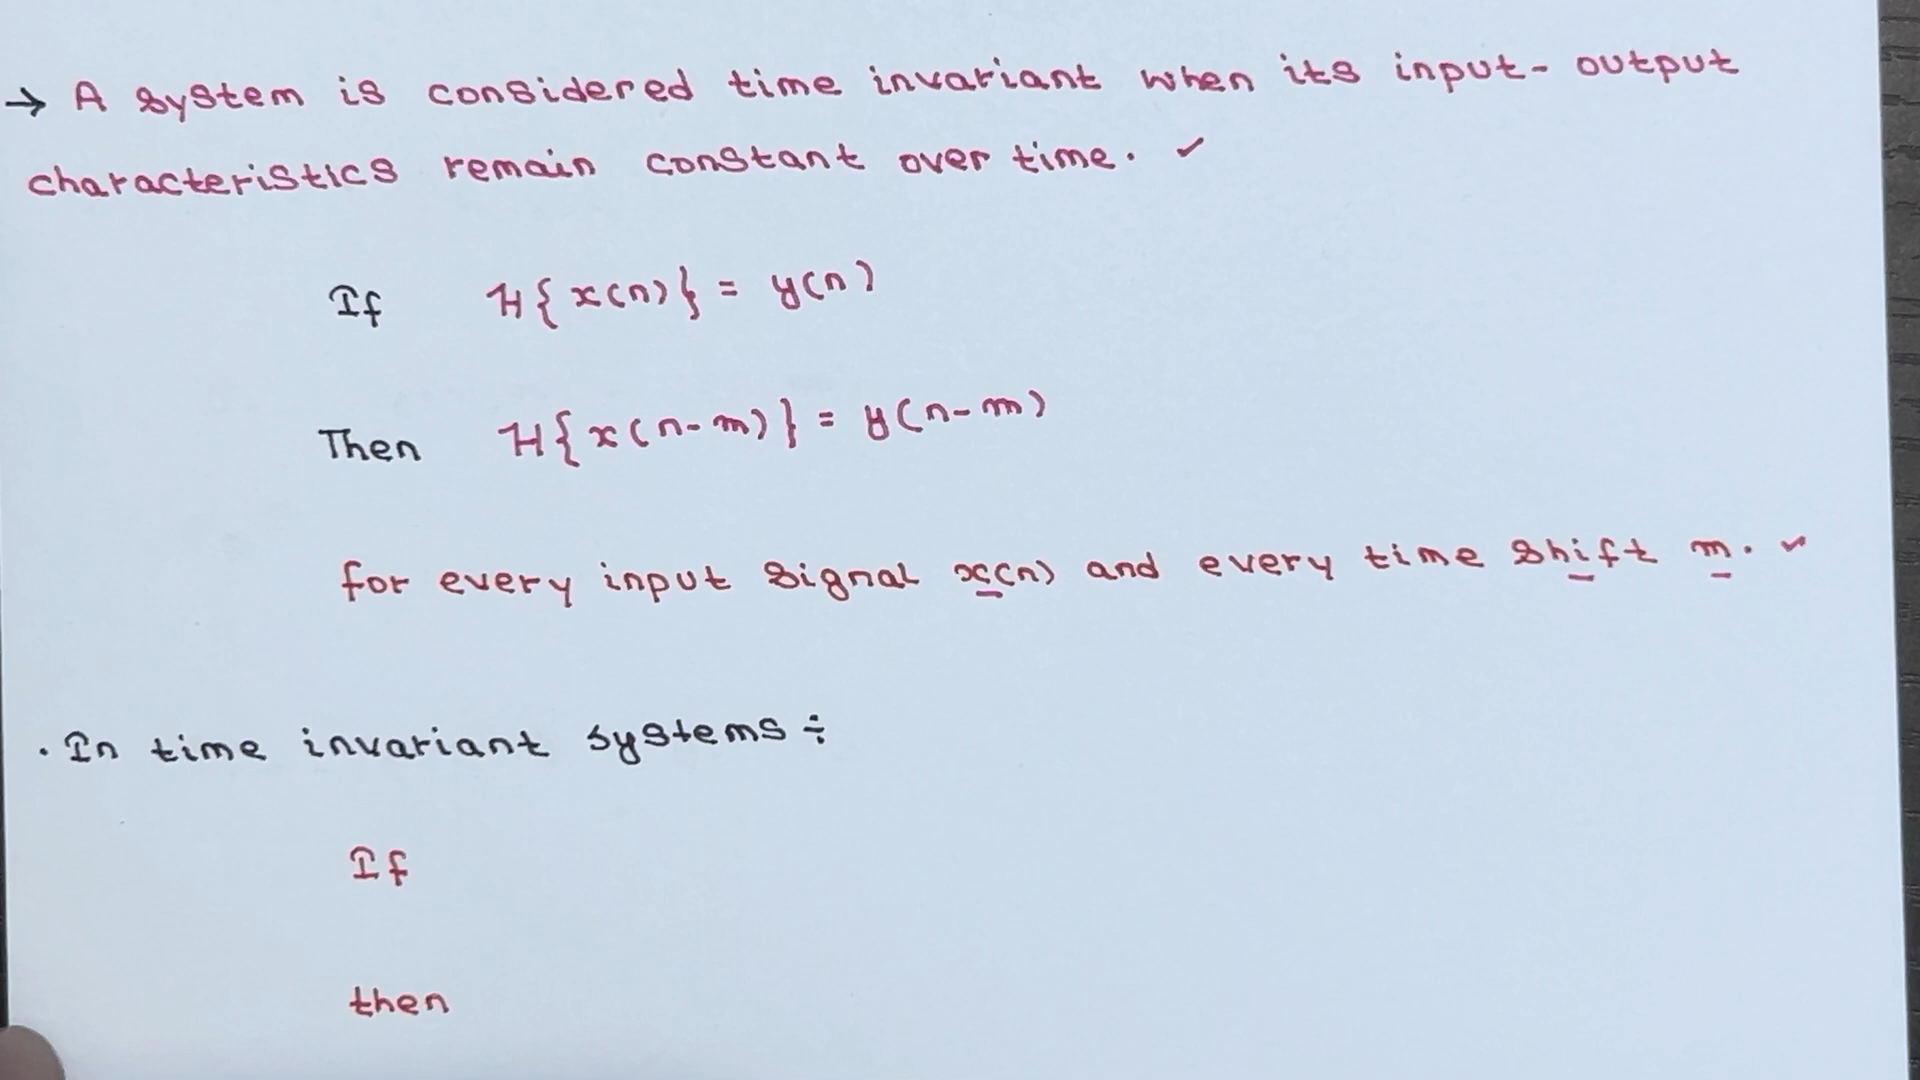 → A system is considered time invariant when its input-output
characteristics remain constant over time. ✓
If H{x(n)} = y(n)
Then H{x(n-m)} = y(n-m)
for every input signal x(n) and every time shift m. ✓
· In time invariant systems ÷
If
then